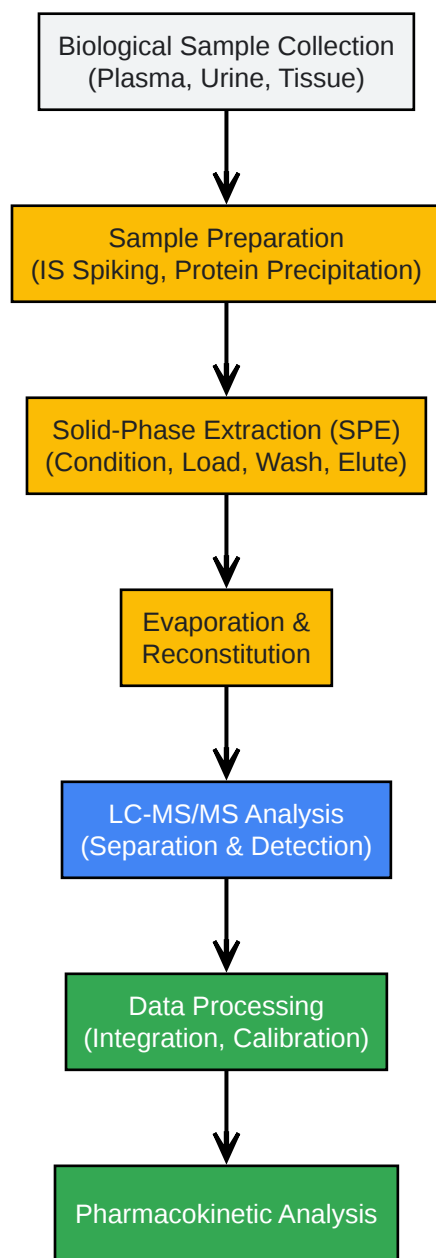 Biological Sample Collection
(Plasma, Urine, Tissue)
Sample Preparation
(IS Spiking, Protein Precipitation)
Solid-Phase Extraction (SPE)
(Condition, Load, Wash, Elute)
Evaporation &
Reconstitution
LC-MS/MS Analysis
(Separation & Detection)
Data Processing
(Integration, Calibration)
Pharmacokinetic Analysis